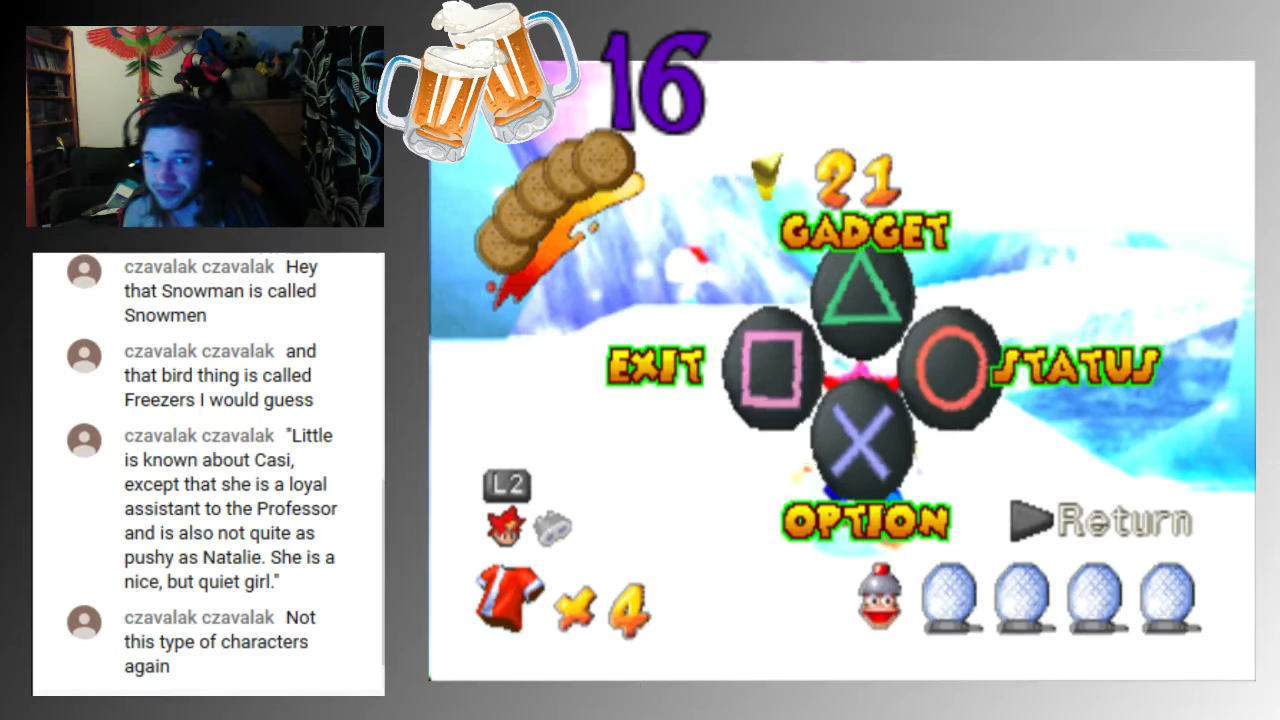 16
21
GADGET
EXIT
STATUS
OPTION
Return
L2
× 4
czavalak czavalak Hey
that Snowman is called
Snowmen
czavalak czavalak and
that bird thing is called
Freezers I would guess
czavalak czavalak "Little
is known about Casi,
except that she is a loyal
assistant to the Professor
and is also not quite as
pushy as Natalie. She is a
nice, but quiet girl."
czavalak czavalak Not
this type of characters
again